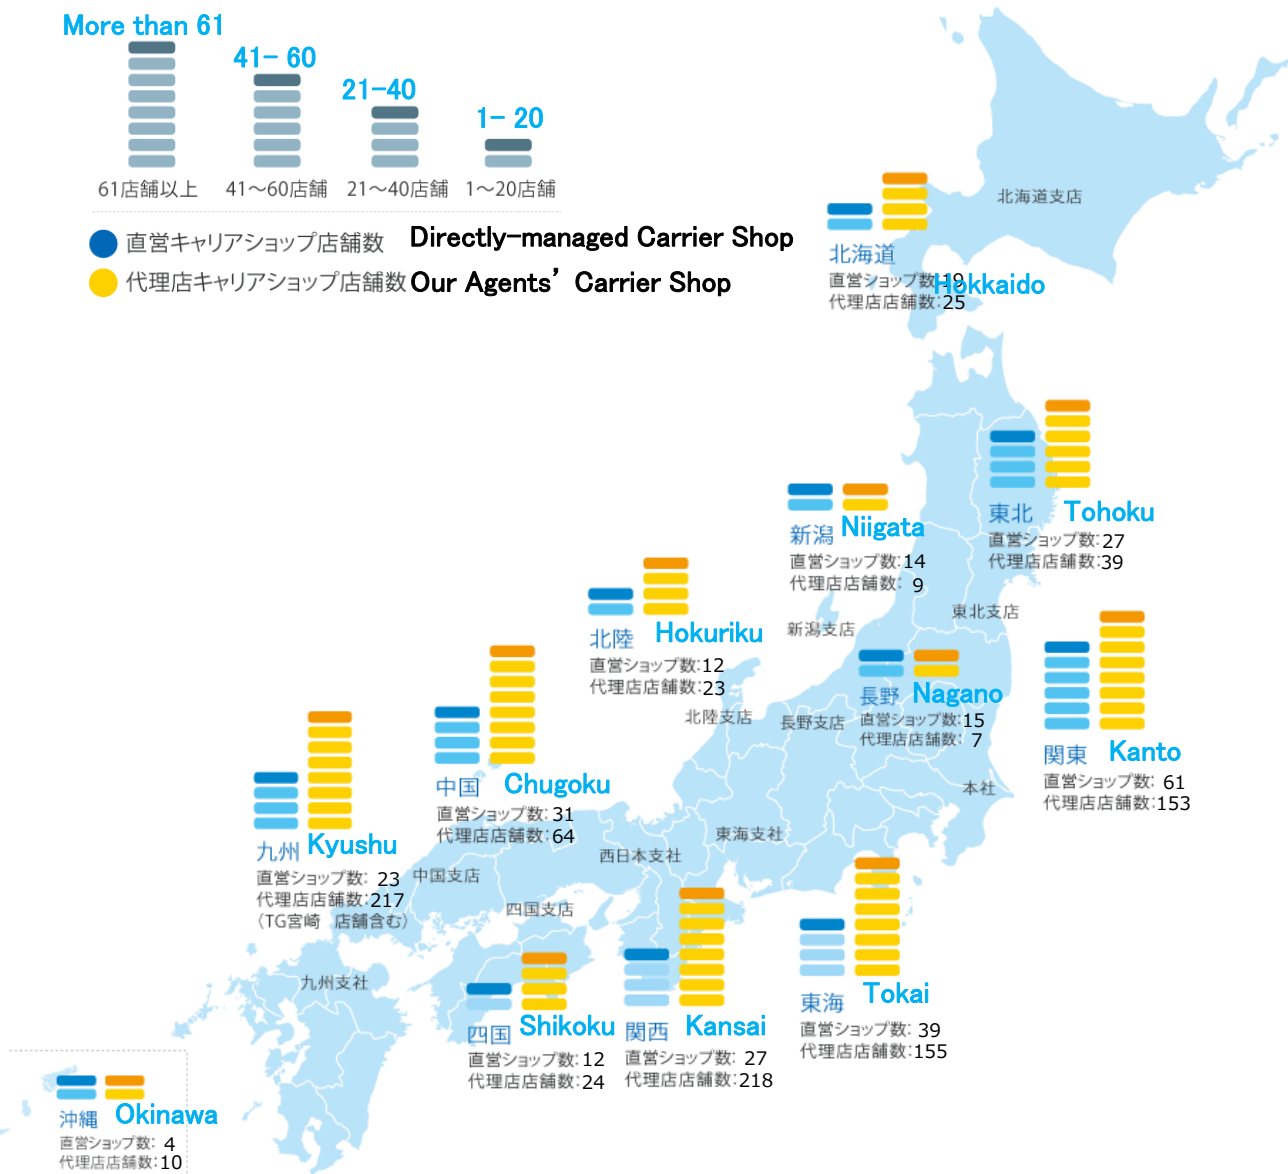 More than 61
41- 60
21-40
1- 20
61店舗以上
41～60店舗
21～40店舗
1～20店舗
直営キャリアショップ店舗数
Directly-managed Carrier Shop
代理店キャリアショップ店舗数
Our Agents’ Carrier Shop
北海道支店
北海道
Hokkaido
直営ショップ数:19
代理店店舗数:25
東北
Tohoku
直営ショップ数:27
代理店店舗数:39
東北支店
新潟
Niigata
直営ショップ数:14
代理店店舗数: 9
新潟支店
北陸
Hokuriku
直営ショップ数:12
代理店店舗数:23
北陸支店
長野
Nagano
直営ショップ数:15
代理店店舗数: 7
長野支店
関東
Kanto
直営ショップ数: 61
代理店店舗数:153
本社
中国
Chugoku
直営ショップ数:31
代理店店舗数:64
中国支店
九州
Kyushu
直営ショップ数: 23
代理店店舗数:217
(TG宮崎 店舗含む)
九州支社
東海支社
西日本支社
四国支店
四国
Shikoku
直営ショップ数:12
代理店店舗数:24
関西
Kansai
直営ショップ数: 27
代理店店舗数:218
東海
Tokai
直営ショップ数: 39
代理店店舗数:155
沖縄
Okinawa
直営ショップ数: 4
代理店店舗数:10